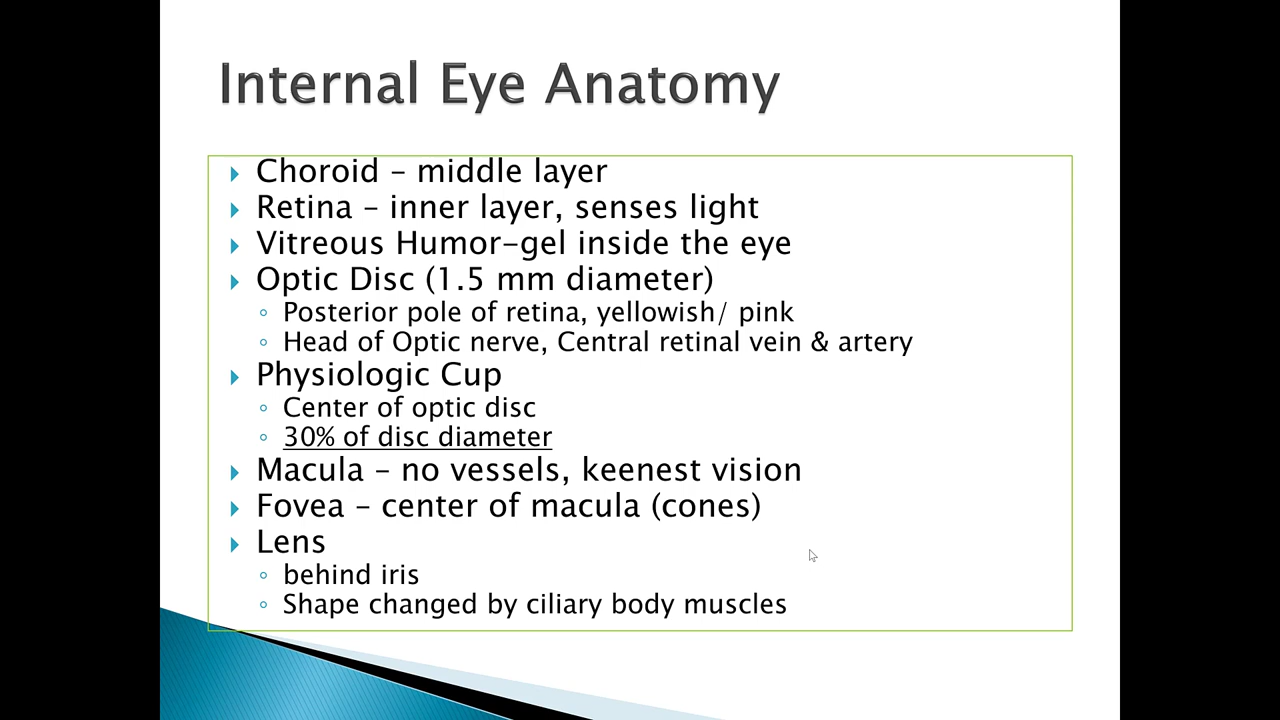 Internal Eye Anatomy
Choroid – middle layer
Retina – inner layer, senses light
Vitreous Humor-gel inside the eye
Optic Disc (1.5 mm diameter)
Posterior pole of retina, yellowish/ pink
Head of Optic nerve, Central retinal vein & artery
Physiologic Cup
Center of optic disc
30% of disc diameter
Macula – no vessels, keenest vision
Fovea – center of macula (cones)
Lens
behind iris
Shape changed by ciliary body muscles